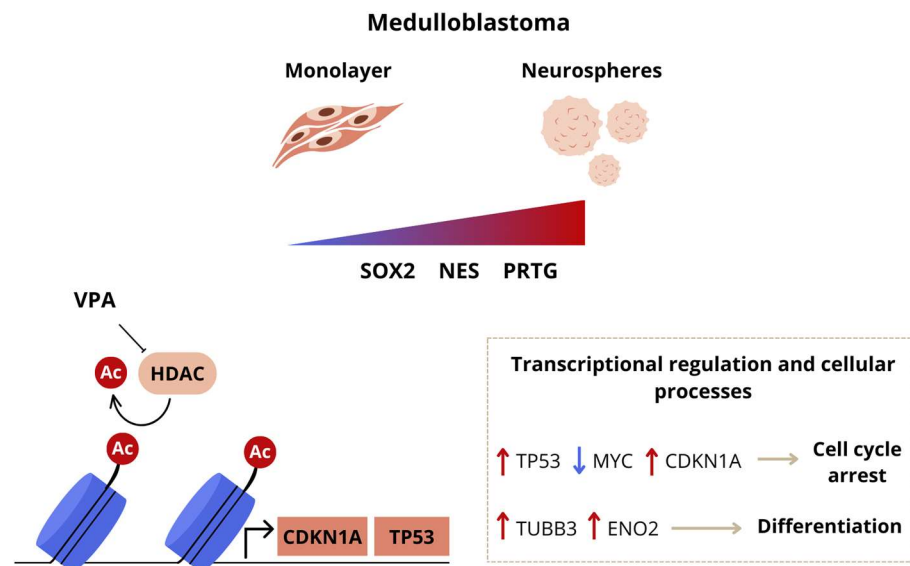 Medulloblastoma
Monolayer
Neurospheres
SOX2 NES PRTG
VPA
Ac
HDAC
Ac
Ac
CDKN1A
TP53
Transcriptional regulation and cellular
processes
TP53 MYC CDKN1A
Cell cycle
arrest
TUBB3 ENO2
Differentiation